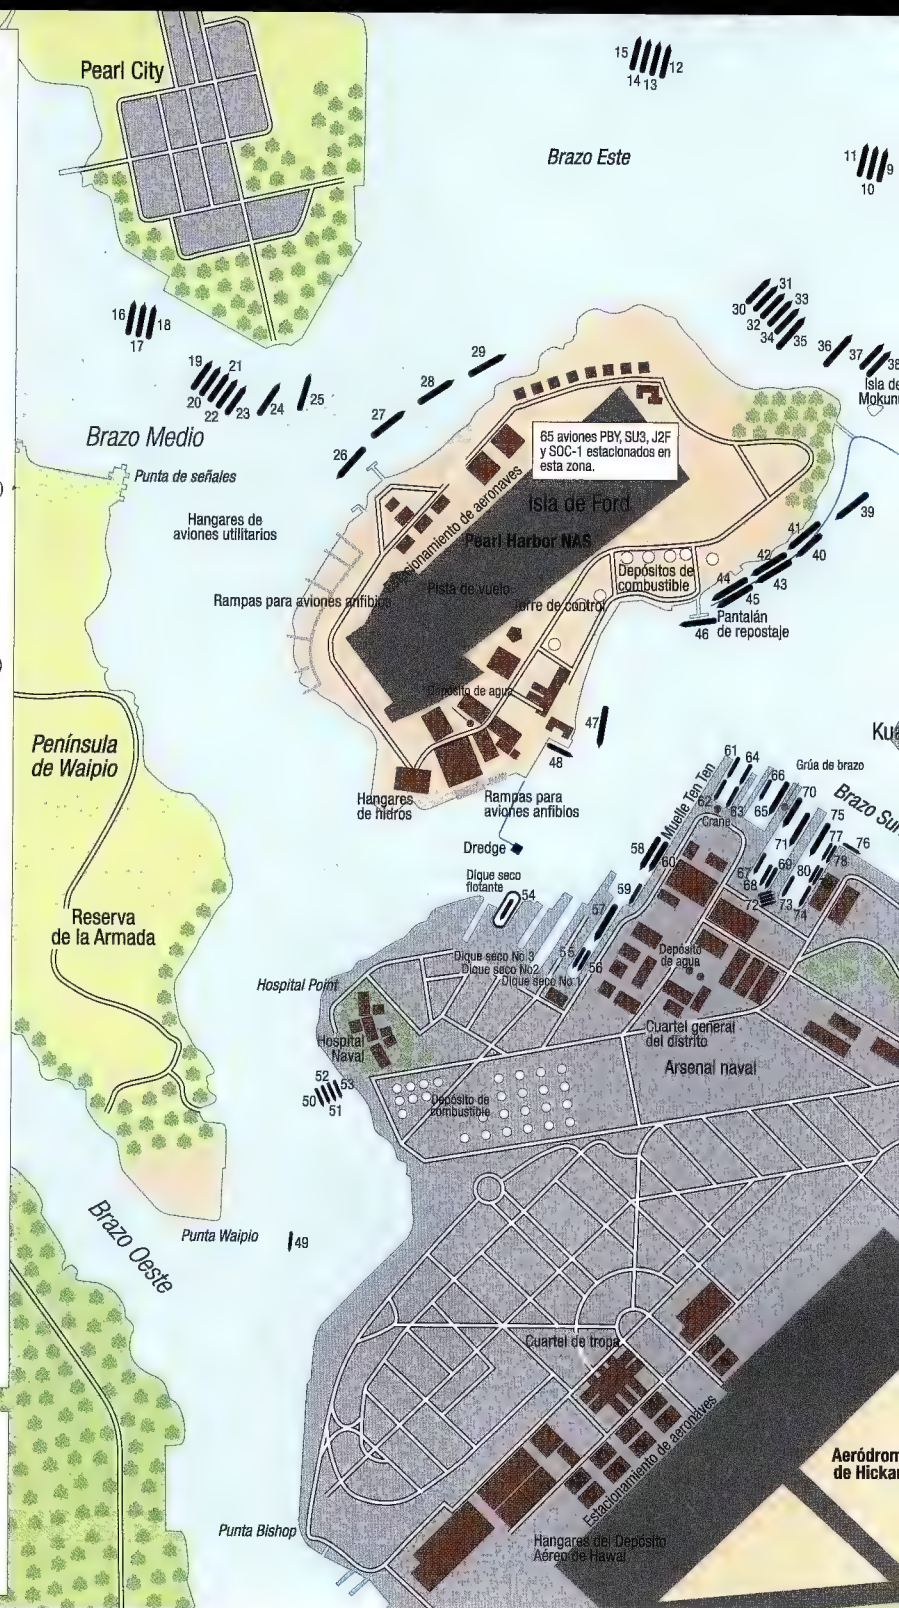 Pearl City
15
12
14
13
Brazo Este
11
9
10
31
30
33
32
34
35
36
37
38
16
18
17
19
21
20
22
23
24
25
29
28
27
26
Isla de
Mokunu
Brazo Medio
Punta de señales
65 aviones PBY, SU3, J2F
y SOC-1 estacionados en
esta zona.
Isla de Ford
Estacionamiento de aeronaves
Pearl Harbor NAS
Hangares de
aviones utilitarios
39
41
40
42
43
44
45
46
Depósitos de
combustible
Pista de vuelo
Torre de control
Rampas para aviones anfibios
Pantalán
de repostaje
Depósito de agua
47
48
Península
de Waipio
Hangares
de hidros
Rampas para
aviones anfibios
Muelle Ten Ten
61
64
66
62
63
65
Grúa de brazo
70
75
Brazo Sur
Crane
71
77
76
78
Dredge
58
60
67
68
69
80
79
72
73
74
Dique seco
flotante
54
59
57
55
56
Reserva
de la Armada
Dique seco No 3
Dique seco No2
Dique seco No 1
Depósito
de agua
Hospital Point
Hospital
Naval
Cuartel general
del distrito
Arsenal naval
52
53
50
51
Depósito de
combustible
Brazo Oeste
Punta Waipio
49
Cuartel de tropa
Estacionamiento de aeronaves
Aeródrom
de Hickar
Punta Bishop
Hangares del Depósito
Aéreo de Hawai